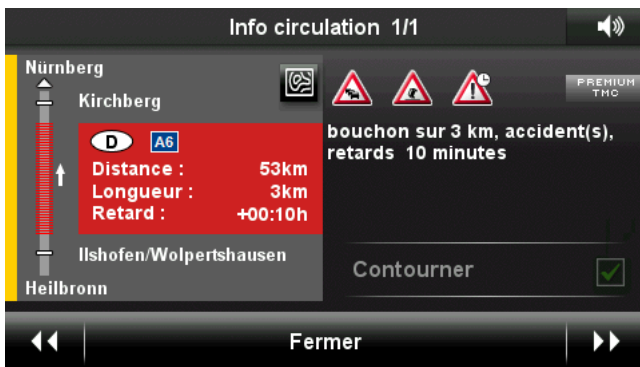 Info circulation 1/1
Nürnberg
Kirchberg
D A6
Distance : 53km
Longueur : 3km
Retard : +00:10h
Ilshofen/Wolpertshausen
Heilbronn
PREMIUM
TMC
bouchon sur 3 km, accident(s),
retards 10 minutes
Contourner
Fermer